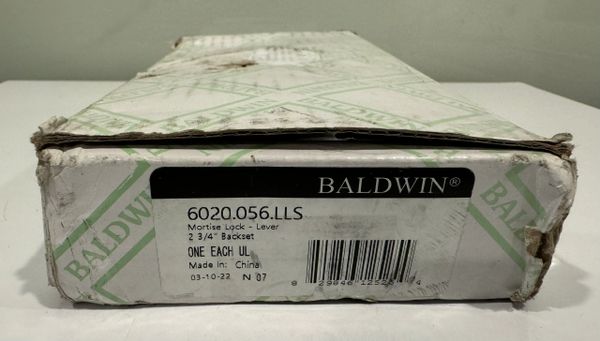 BALDWIN®
6020.056.LLS
Mortise Lock - Lever
2 3/4" Backset
ONE EACH UL
Made in: China
03-10-22 N 07
BALDWIN
BALDWIN